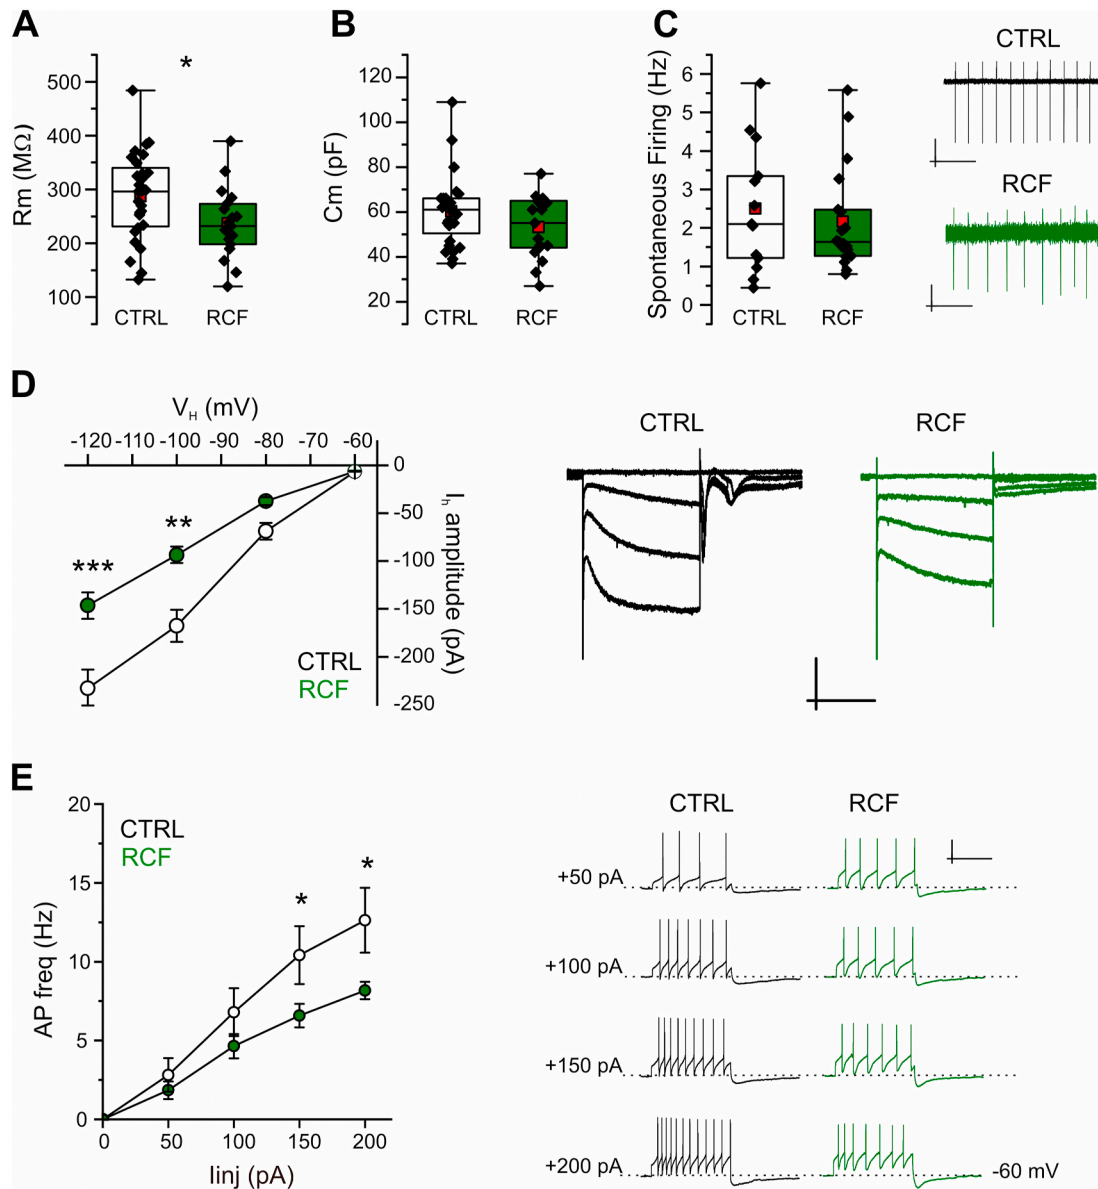 A
*
Rm (MΩ)
500
400
300
200
100
CTRL RCF
B
Cm (pF)
120
100
80
60
40
20
CTRL RCF
C
Spontaneous Firing (Hz)
6
5
4
3
2
1
0
CTRL RCF
CTRL
RCF
D
V_H (mV)
-120 -110 -100 -90 -80 -70 -60
0
-50
-100
-150
-200
-250
I_h amplitude (pA)
***
**
CTRL
RCF
CTRL RCF
E
AP freq (Hz)
20
15
10
5
0
CTRL
RCF
*
*
0 50 100 150 200
Iinj (pA)
CTRL RCF
+50 pA
+100 pA
+150 pA
+200 pA
-60 mV